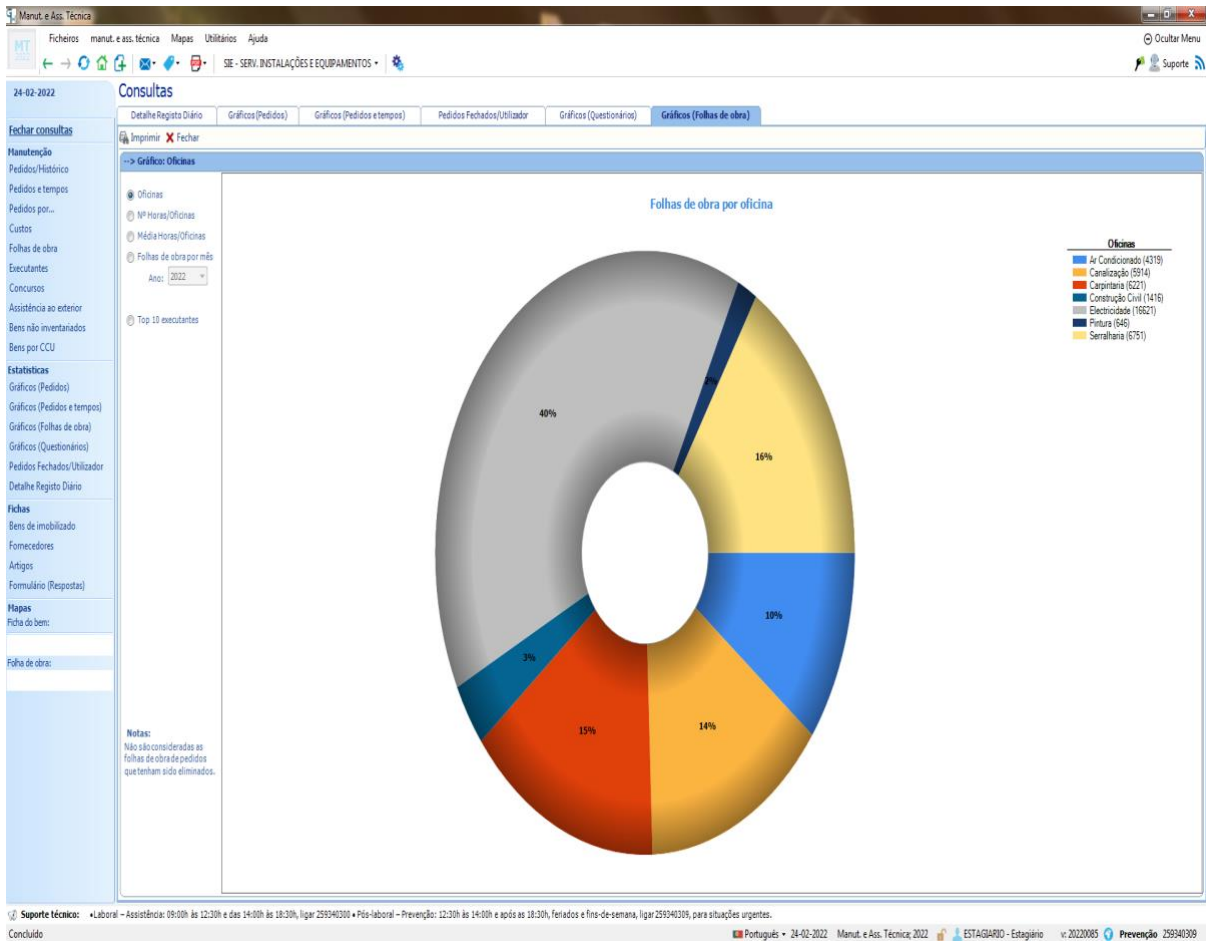 Manut. e Ass. Técnica
Ficheiros manut. e ass. técnica Mapas Utilitários Ajuda
Ocultar Menu
MT
SIE - SERV. INSTALAÇÕES E EQUIPAMENTOS
Suporte
24-02-2022
Consultas
Detalhe Registo Diário Gráficos (Pedidos) Gráficos (Pedidos e tempos) Pedidos Fechados/Utilizador Gráficos (Questionários) Gráficos (Folhas de obra)
Fechar consultas
Imprimir Fechar
Manutenção
Pedidos/Histórico
Pedidos e tempos
Pedidos por...
Custos
Folhas de obra
Executantes
Concursos
Assistência ao exterior
Bens não inventariados
Bens por CCU
Estatísticas
Gráficos (Pedidos)
Gráficos (Pedidos e tempos)
Gráficos (Folhas de obra)
Gráficos (Questionários)
Pedidos Fechados/Utilizador
Detalhe Registo Diário
Fichas
Bens de imobilizado
Fornecedores
Artigos
Formulário (Respostas)
Mapas
Ficha do bem:
Folha de obra:
--> Gráfico: Oficinas
Oficinas
Nº Horas/Oficinas
Média Horas/Oficinas
Folhas de obra por mês
Ano: 2022
Top 10 executantes
Notas:
Não são consideradas as
folhas de obra de pedidos
que tenham sido eliminados.
Folhas de obra por oficina
Oficinas
Ar Condicionado (4319)
Canalização (5914)
Carpintaria (6221)
Construção Civil (1416)
Electricidade (16621)
Pintura (646)
Serralharia (6751)
2%
40%
16%
10%
3%
15%
14%
Suporte técnico: •Laboral – Assistência: 09:00h às 12:30h e das 14:00h às 18:30h, ligar 259340300 • Pós-laboral – Prevenção: 12:30h às 14:00h e após as 18:30h, feriados e fins-de-semana, ligar 259340309, para situações urgentes.
Concluído
Português 24-02-2022 Manut. e Ass. Técnica; 2022 ESTAGIARIO - Estagiário v: 20220085 Prevenção 259340309